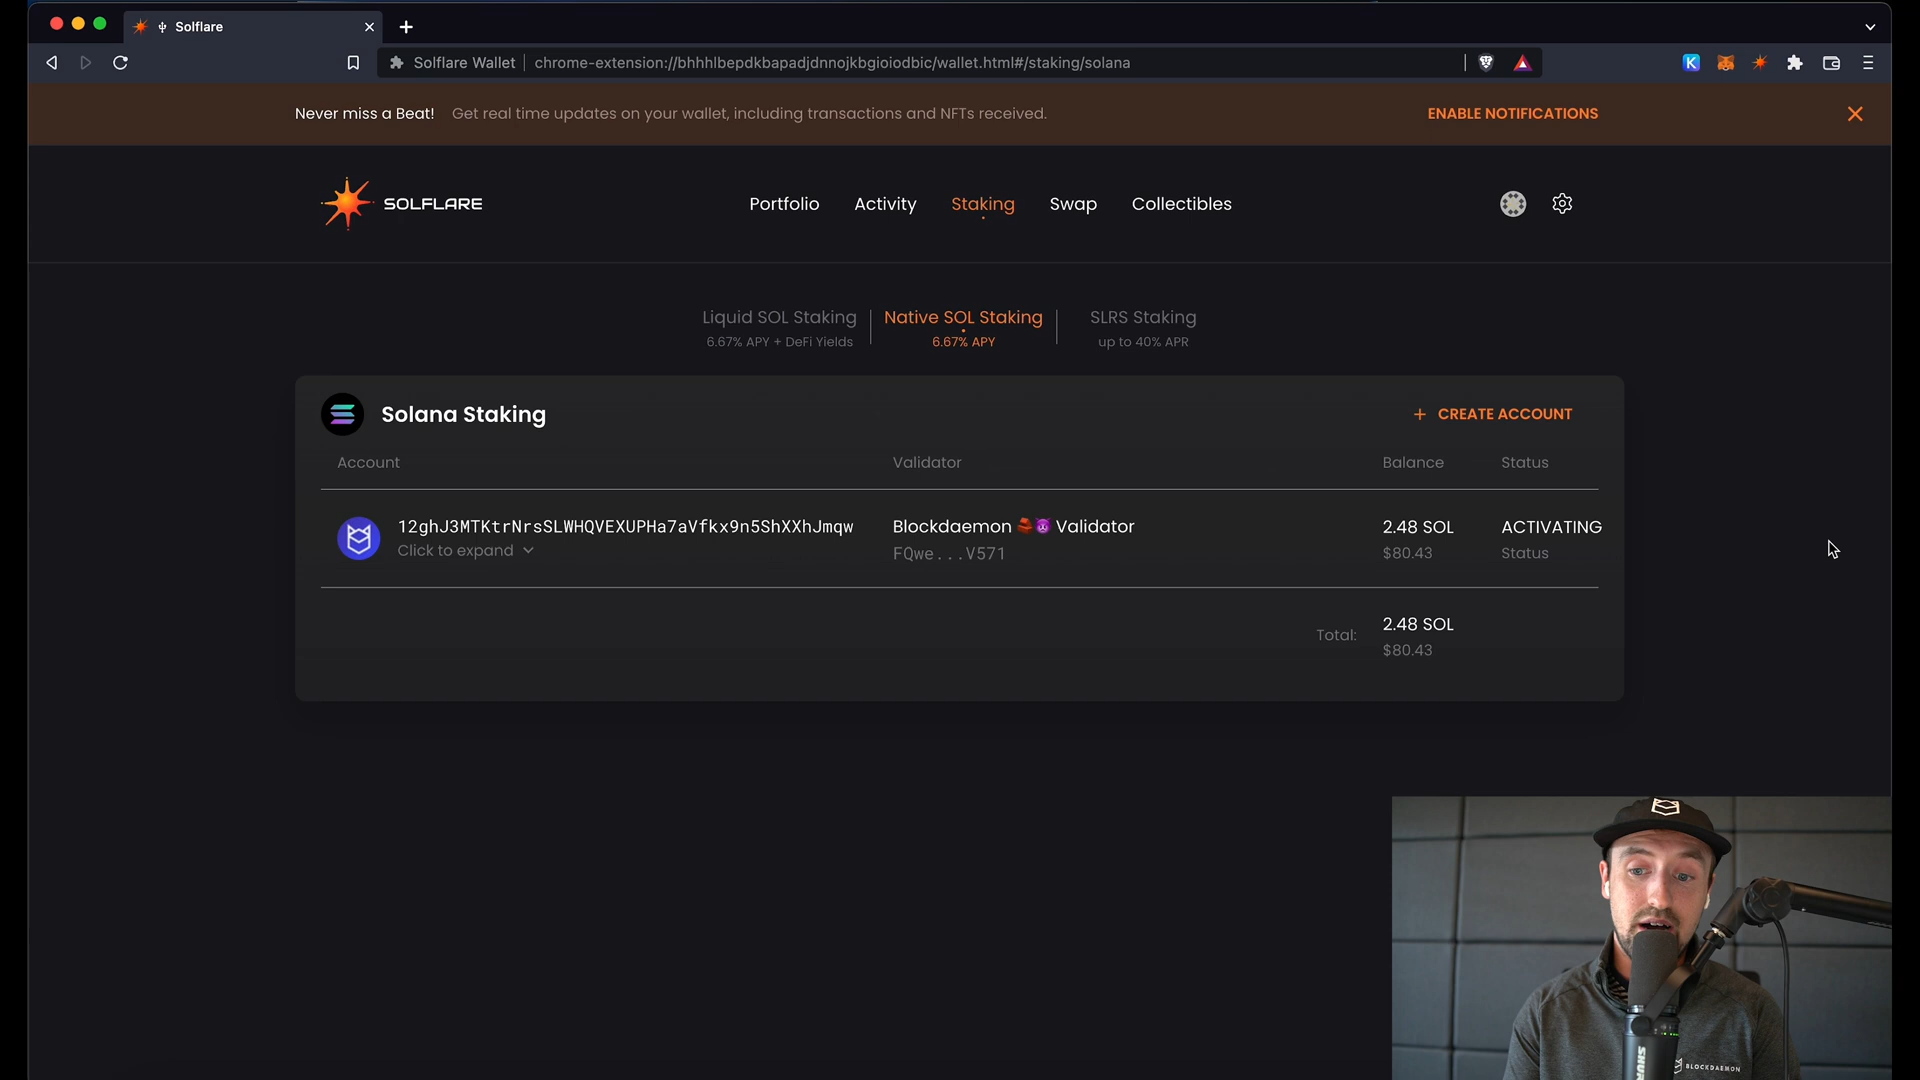 Solflare
Solflare Wallet
chrome-extension://bhhhlbepdkbapadjdnnojkbgioiodbic/wallet.html#/staking/solana
K
Never miss a Beat! Get real time updates on your wallet, including transactions and NFTs received.
ENABLE NOTIFICATIONS
SOLFLARE
Portfolio Activity Staking Swap Collectibles
Liquid SOL Staking Native SOL Staking SLRS Staking
6.67% APY + DeFi Yields 6.67% APY up to 40% APR
Solana Staking
+ CREATE ACCOUNT
Account Validator Balance Status
12ghJ3MTKtrNrsSLWHQVEXUPHa7aVfkx9n5ShXXhJmqw Blockdaemon 👹😈 Validator 2.48 SOL ACTIVATING
Click to expand FQwe...V571 $80.43 Status
Total: 2.48 SOL
$80.43
SHURE
BLOCKDAEMON